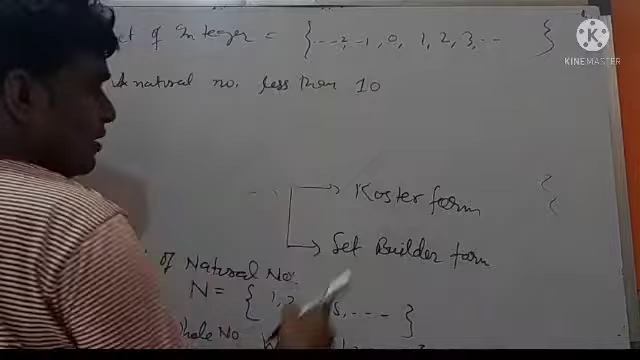 et of Integer = { ... -2, -1, 0, 1, 2, 3, ... }
natural no. less than 10
KINEMASTER
→ Roster form
→ Set Builder form
of Natural No.
N = { 1, 2 5, .... }
hole No